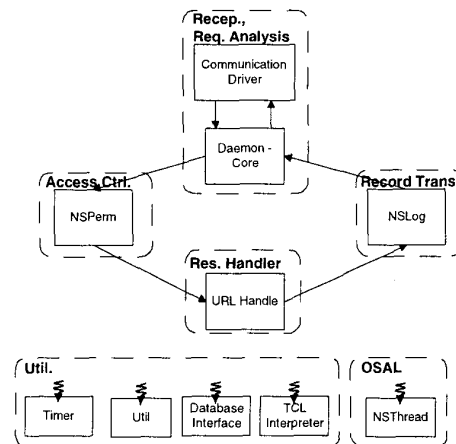 Recep.,
Req. Analysis
Communication
Driver
Daemon -
Core
Access Ctrl.
NSPerm
Record Trans
NSLog
Res. Handler
URL Handle
Util.
Timer
Util
Database
Interface
TCL
Interpreter
OSAL
NSThread